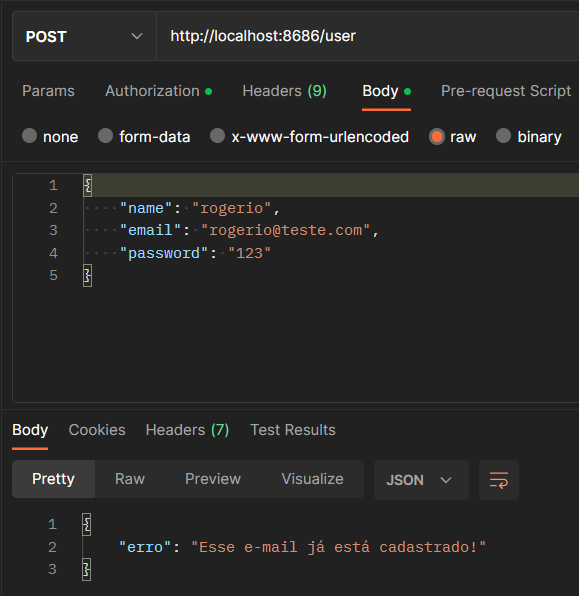 POST http://localhost:8686/user
Params Authorization Headers (9) Body Pre-request Script
none form-data x-www-form-urlencoded raw binary
1 {
2 "name": "rogerio",
3 "email": "rogerio@teste.com",
4 "password": "123"
5 }
Body Cookies Headers (7) Test Results
Pretty Raw Preview Visualize JSON
1 {
2 "erro": "Esse e-mail já está cadastrado!"
3 }